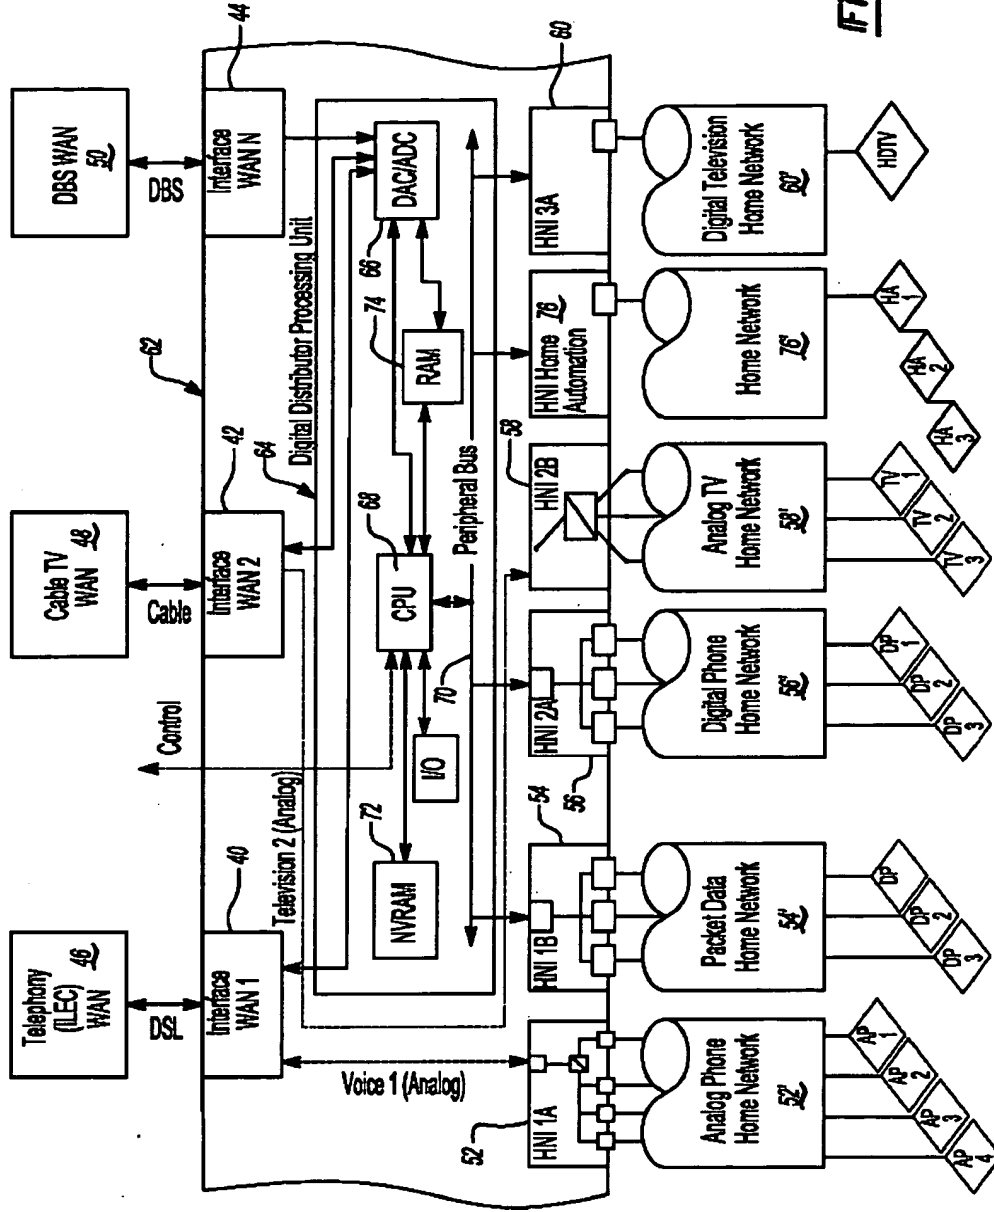 Telephony
(ILEC)
WAN
46
Cable TV
WAN
48
DBS WAN
50
DSL
Cable
DBS
Control
62
40
42
44
Interface
WAN 1
Interface
WAN 2
Interface
WAN N
Television 2 (Analog)
64
Digital Distributor Processing Unit
NVRAM
72
I/O
CPU
68
RAM
74
DAC/ADC
66
70
Peripheral Bus
Voice 1 (Analog)
52
HNI 1A
HNI 1B
54
HNI 2A
56
HNI 2B
58
HNI Home
Automation
76
HNI 3A
60
Analog Phone
Home Network
52'
Packet Data
Home Network
54'
Digital Phone
Home Network
56'
Analog TV
Home Network
58'
Home Network
76'
Digital Television
Home Network
60'
AP
1
AP
2
AP
3
AP
4
DP
DP
2
DP
3
DP
1
DP
2
DP
3
TV
1
TV
2
TV
3
HA
1
HA
2
HA
3
HDTV